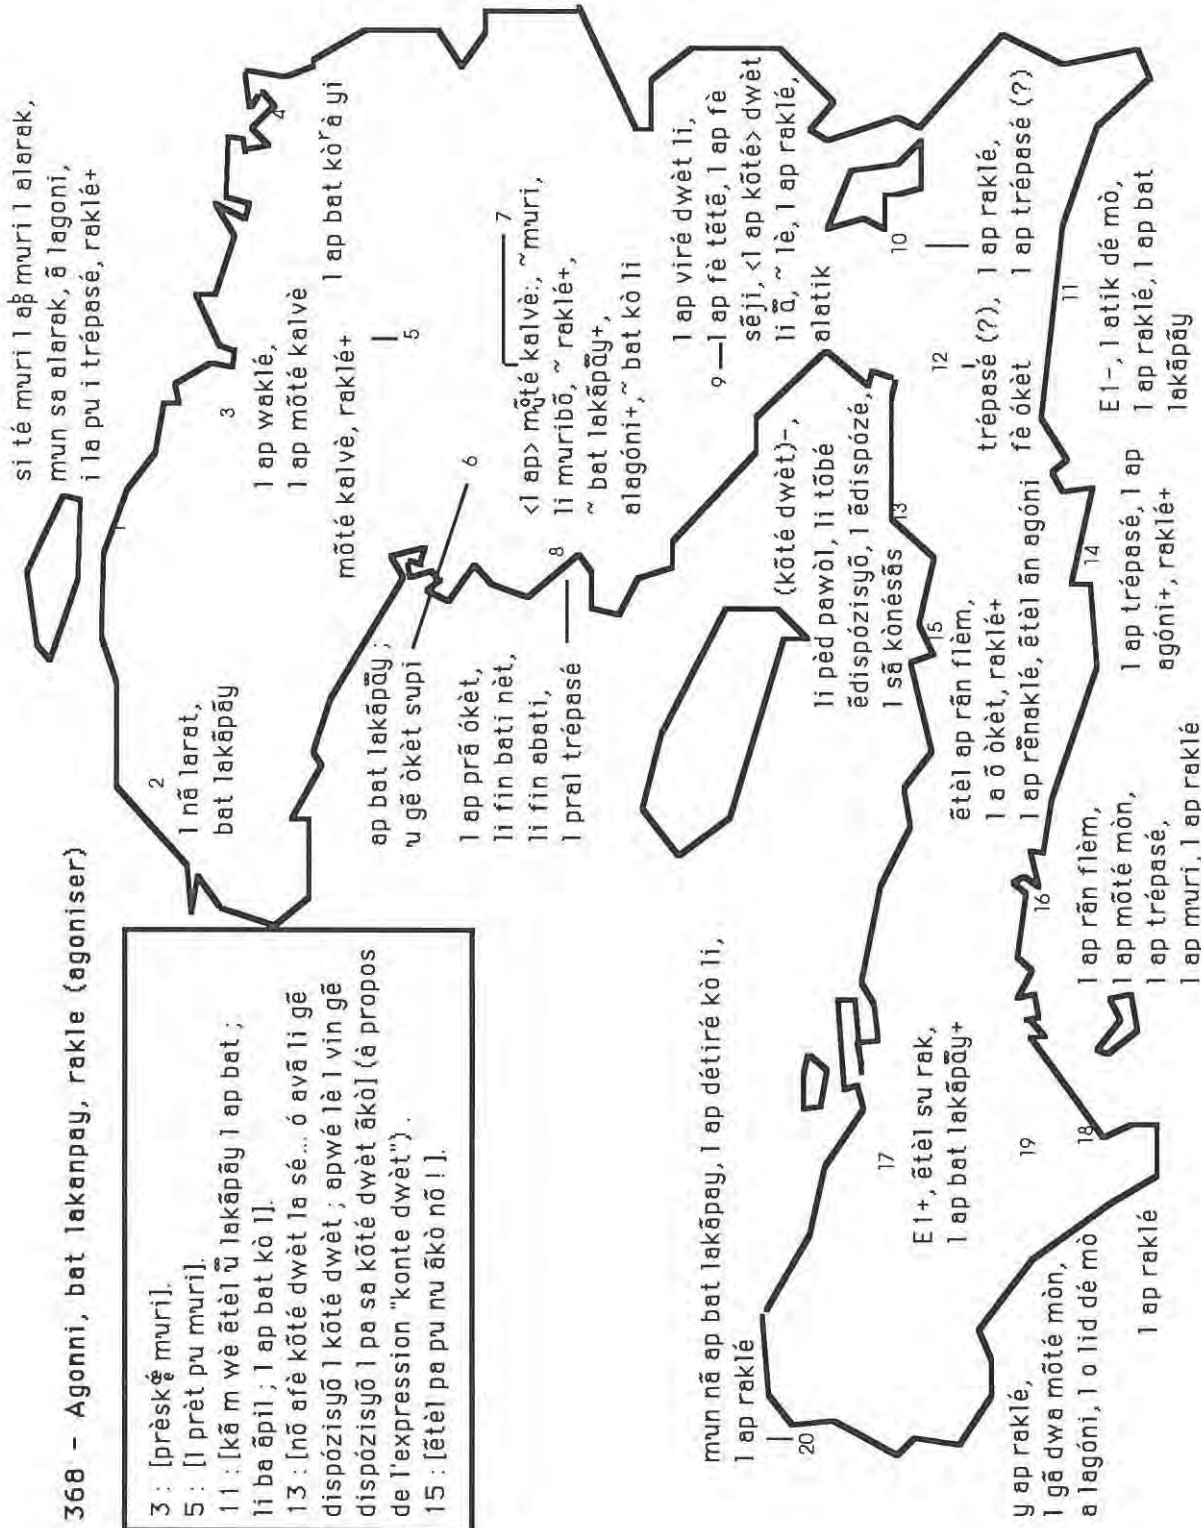 368 - Agonni, bat lakanpay, rakle (agoniser)
3 : [prèskœ̃ muri].
5 : [l prèt pu muri].
11 : [kã m wè ẽtèl ũ lakãpãy l ap bat ;
li ba ãpil ; l ap bat kò l].
13 : [nõ afè kõté dwèt la sé... ó avã li gẽ
dispózisyõ l kõté dwèt ; apwé lè l vin gẽ
dispózisyõ l pa sa kõté dwèt ãkò] (à propos
de l'expression "konte dwèt").
15 : [ẽtèl pa pu nu ãkò nõ !].
si té muri l ap muri l alarak,
mun sa alarak, ã lagoni,
i la pu i trépasé, raklé+
1
2
l nã larat,
bat lakãpãy
3
l ap waklé,
l ap mõté kalvè
4
l ap bat kòʳà yi
mõté kalvè, raklé+
5
ap bat lakãpãy ;
u gẽ òkèt supi
6
<l ap> mõté kalvè:, ~muri,
7
li muribõ, ~ raklé+,
~ bat lakãpãy+,
alagóni+,~ bat kò li
l ap prã ókèt,
li fin bati nèt,
li fin abati,
l pral trépasé
8
l ap viré dwèt li,
9 l ap fè tẽtẽ, l ap fè
sẽji, <l ap kõté> dwèt
li ã, ~ lè, l ap raklé,
alatik
10
l ap raklé,
l ap trépasé (?)
11
E l-, l atik dé mò,
l ap raklé, l ap bat
lakãpãy
12
trépasé (?),
fè ókèt
(kõté dwèt)-,
li pèd pawòl, li tõbé
ẽdispózisyõ, l ẽdispózé,
l sã kònésãs
13
14
l ap trépasé, l ap
agóni+, raklé+
15
ẽtèl ap rãn flèm,
l a õ òkèt, raklé+
l ap rẽnaklé, ẽtèl ãn agóni
16
l ap rãn flèm,
l ap mõté mòn,
l ap trépasé,
l ap muri, l ap raklé
17
E l+, ẽtèl su rak,
l ap bat lakãpãy+
18
l ap raklé
19
y ap raklé,
l gã dwa mõté mòn,
a lagóni, l o lid dé mò
mun nã ap bat lakãpay, l ap détiré kò li,
l ap raklé
20